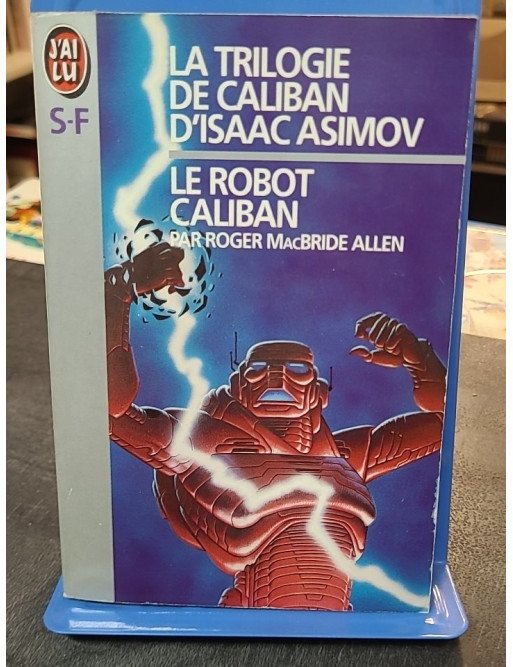 J'AI
LU
S-F
LA TRILOGIE
DE CALIBAN
D'ISAAC ASIMOV
LE ROBOT
CALIBAN
PAR ROGER MACBRIDE ALLEN